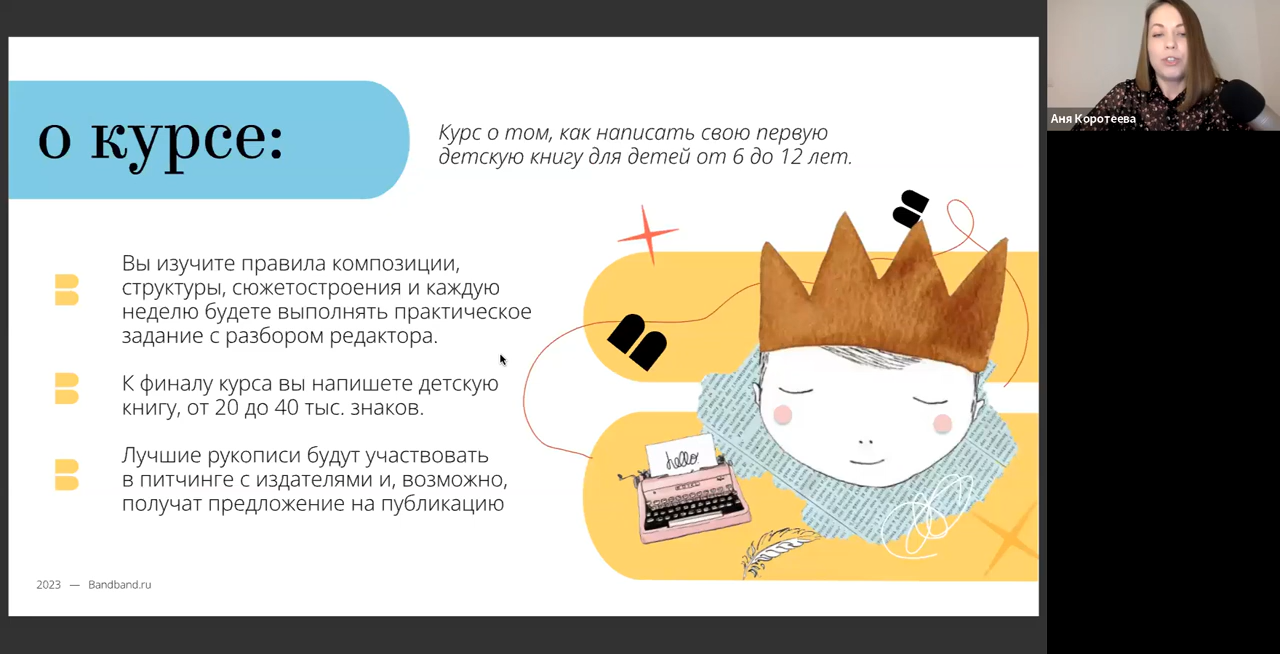 о курсе:
Курс о том, как написать свою первую
детскую книгу для детей от 6 до 12 лет.
Вы изучите правила композиции,
структуры, сюжетостроения и каждую
неделю будете выполнять практическое
задание с разбором редактора.
К финалу курса вы напишете детскую
книгу, от 20 до 40 тыс. знаков.
Лучшие рукописи будут участвовать
в питчинге с издателями и, возможно,
получат предложение на публикацию
hello
2023 — Bandband.ru
Аня Коротеева